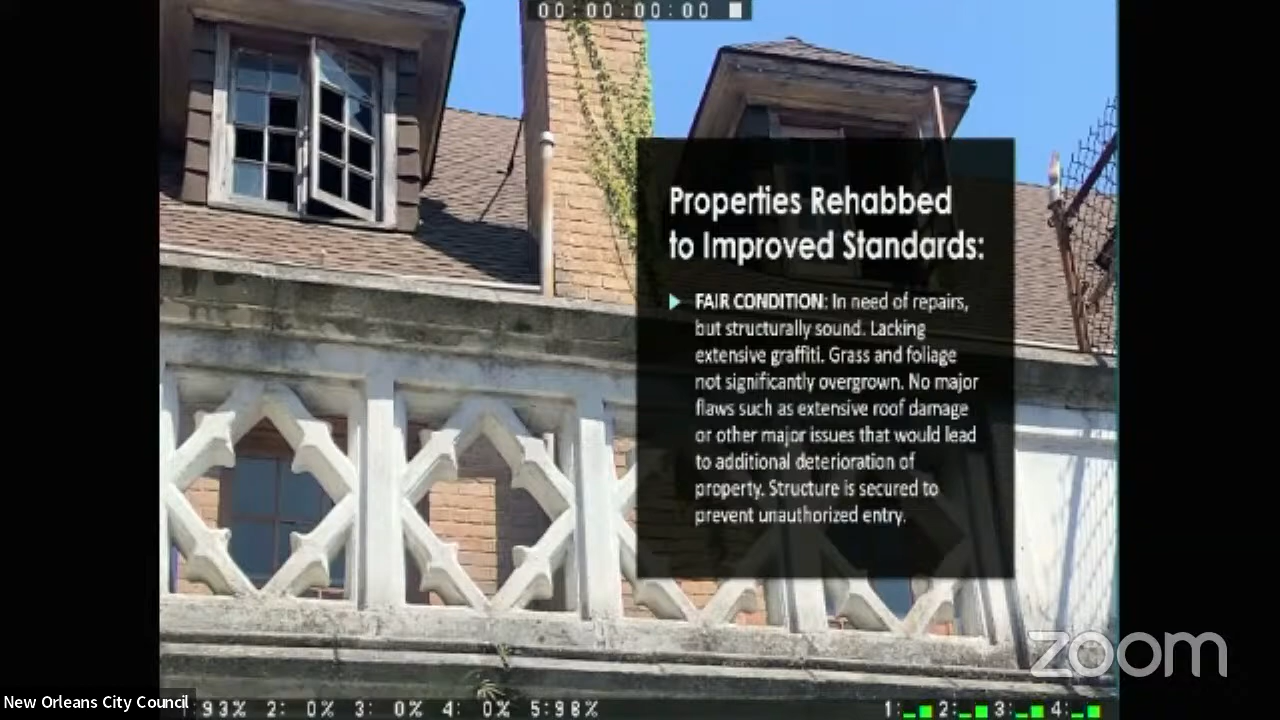 00:00:00:00
Properties Rehabbed
to Improved Standards:
FAIR CONDITION: In need of repairs,
but structurally sound. Lacking
extensive graffiti. Grass and foliage
not significantly overgrown. No major
flaws such as extensive roof damage
or other major issues that would lead
to additional deterioration of
property. Structure is secured to
prevent unauthorized entry.
zoom
New Orleans City Council
:93% 2: 0% 3: 0% 4: 0% 5:98% 1: 2: 3: 4: